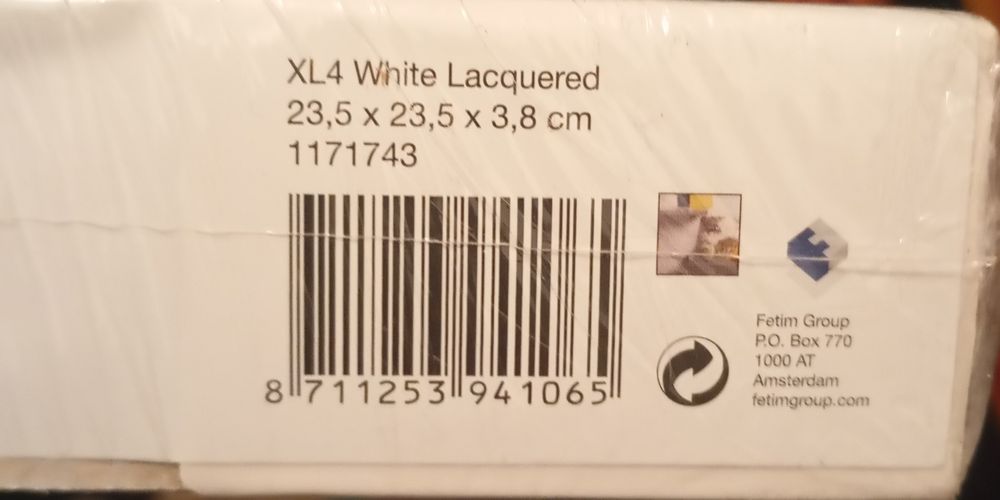 XL4 White Lacquered
23,5 x 23,5 x 3,8 cm
1171743
8 711253 941065
Fetim Group
P.O. Box 770
1000 AT
Amsterdam
fetimgroup.com